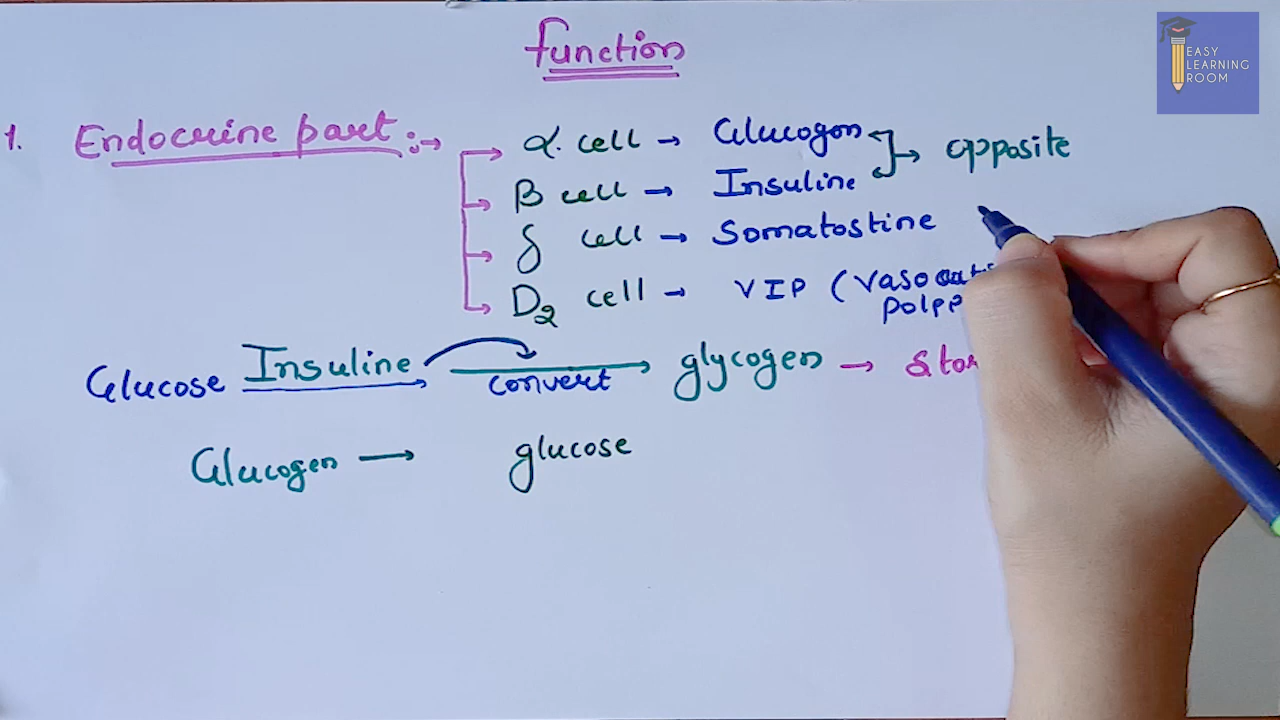 function
EASY
LEARNING
ROOM
1. Endocrine part :→ α. cell → Glucogon → opposite
β cell → Insuline
δ cell → Somatostine
D2 cell → VIP (Vaso
Glucose Insuline convert → glycogen →
Glucogen → glucose